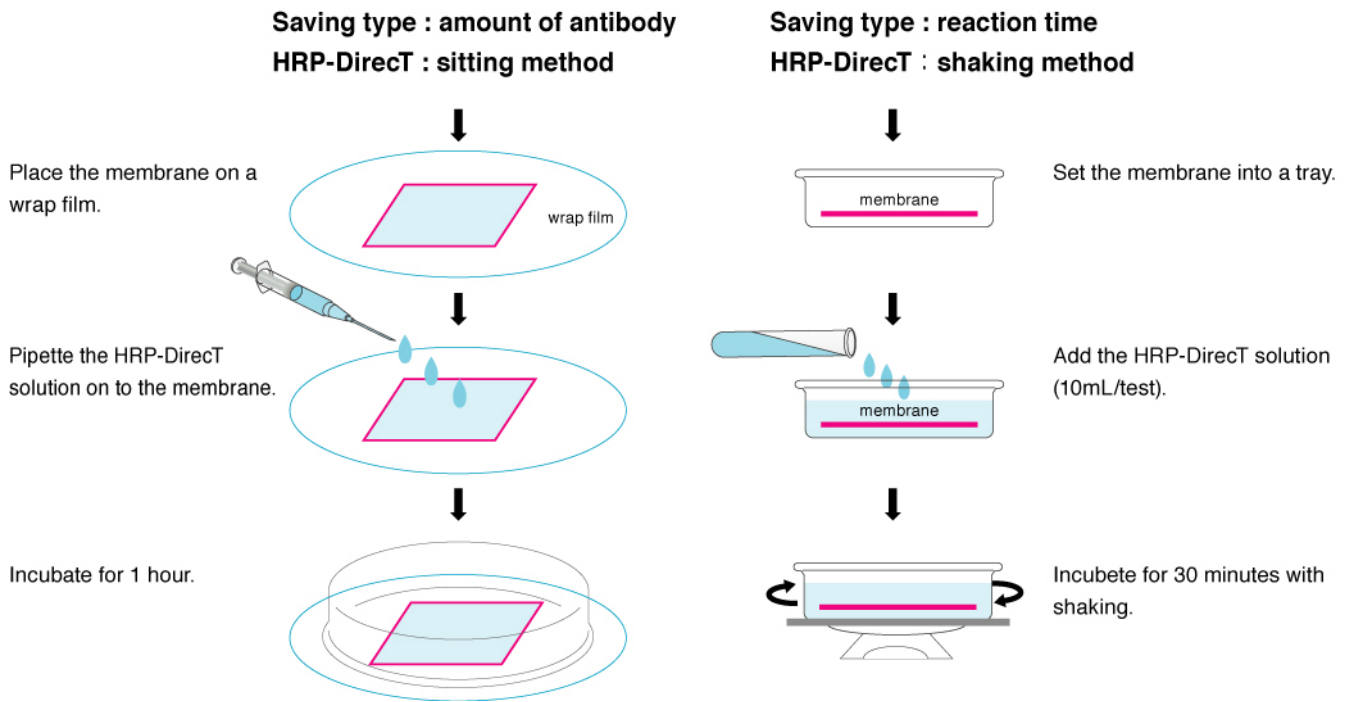 Saving type : amount of antibody
HRP-DirecT : sitting method
Saving type : reaction time
HRP-DirecT : shaking method
Place the membrane on a
wrap film.
wrap film
membrane
Set the membrane into a tray.
Pipette the HRP-DirecT
solution on to the membrane.
membrane
Add the HRP-DirecT solution
(10mL/test).
Incubate for 1 hour.
Incubete for 30 minutes with
shaking.